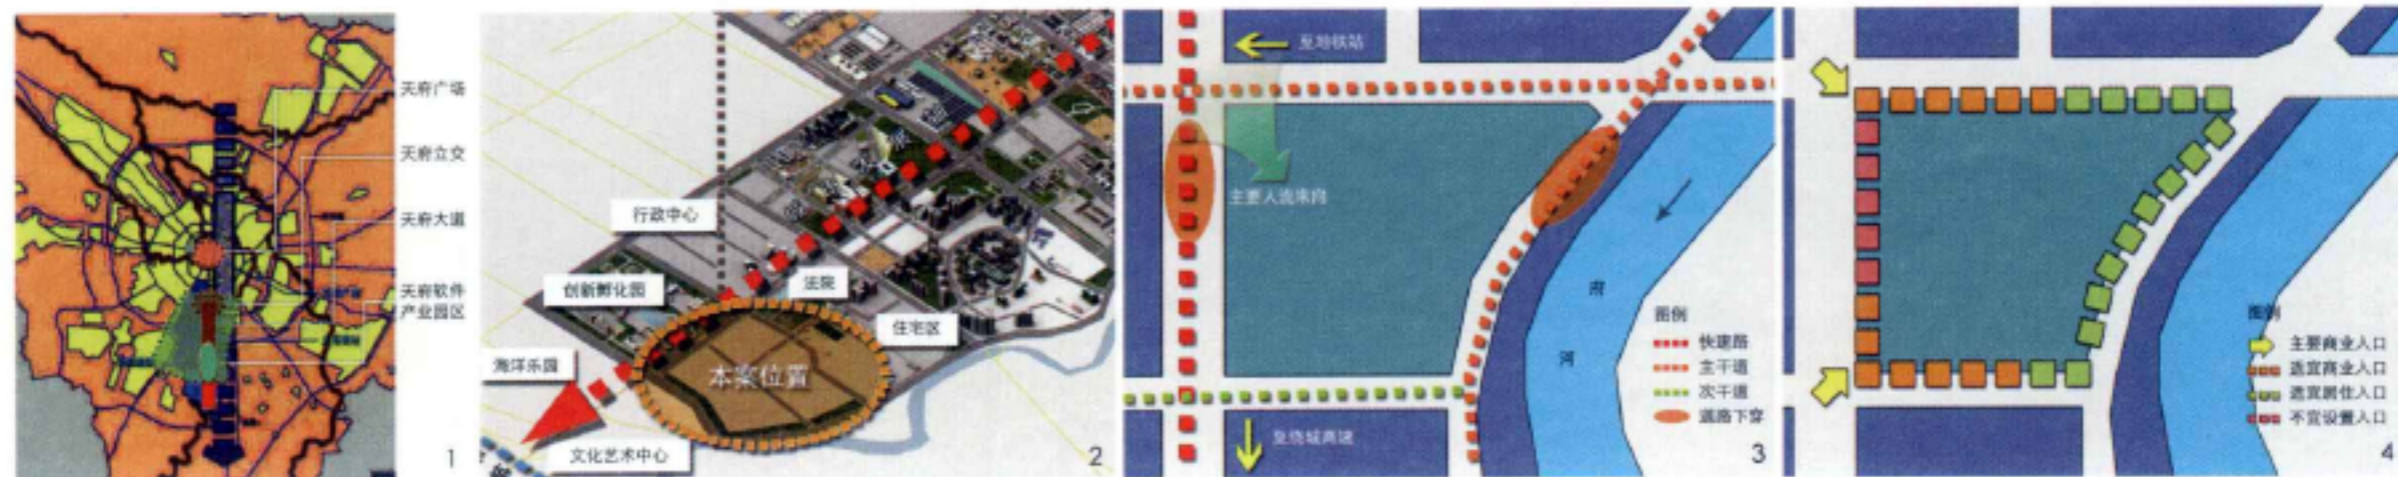 天府广场
天府立交
天府大道
天府软件
产业园区
1
行政中心
创新孵化园
法院
住宅区
海洋乐园
本案位置
文化艺术中心
2
至地铁站
主要人流来向
府
河
图例
快速路
主干道
次干道
道路下穿
至绕城高速
3
图例
主要商业入口
适宜商业入口
适宜居住入口
不宜设置入口
4